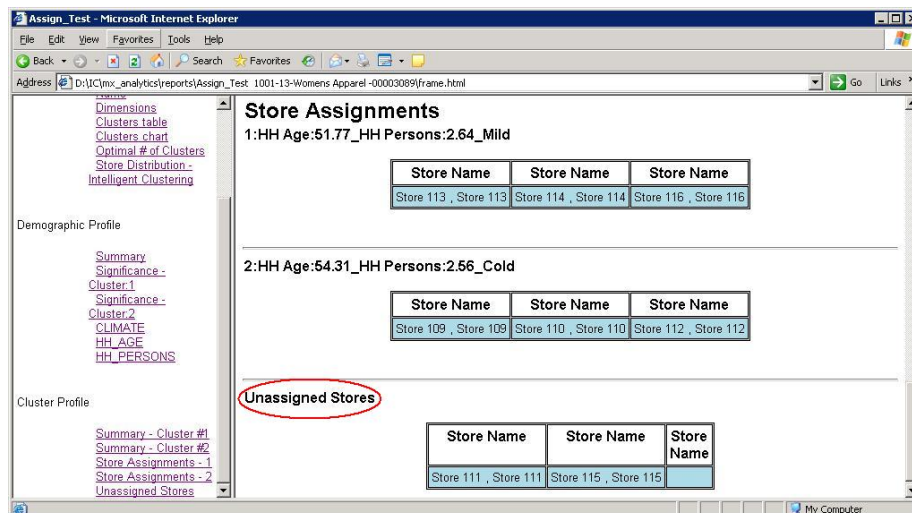 Assign_Test - Microsoft Internet Explorer
File Edit View Favorites Tools Help
Back Search Favorites
Address D:\IC\mx_analytics\reports\Assign_Test 1001-13-Womens Apparel -00003089\frame.html Go Links
Name
Dimensions
Clusters table
Clusters chart
Optimal # of Clusters
Store Distribution -
Intelligent Clustering
Demographic Profile
Summary
Significance -
Cluster:1
Significance -
Cluster:2
CLIMATE
HH_AGE
HH_PERSONS
Cluster Profile
Summary - Cluster #1
Summary - Cluster #2
Store Assignments - 1
Store Assignments - 2
Unassigned Stores
Store Assignments
1:HH Age:51.77_HH Persons:2.64_Mild
Store Name Store Name Store Name
Store 113 , Store 113 Store 114 , Store 114 Store 116 , Store 116
2:HH Age:54.31_HH Persons:2.56_Cold
Store Name Store Name Store Name
Store 109 , Store 109 Store 110 , Store 110 Store 112 , Store 112
Unassigned Stores
Store Name Store Name Store
Name
Store 111 , Store 111 Store 115 , Store 115
My Computer